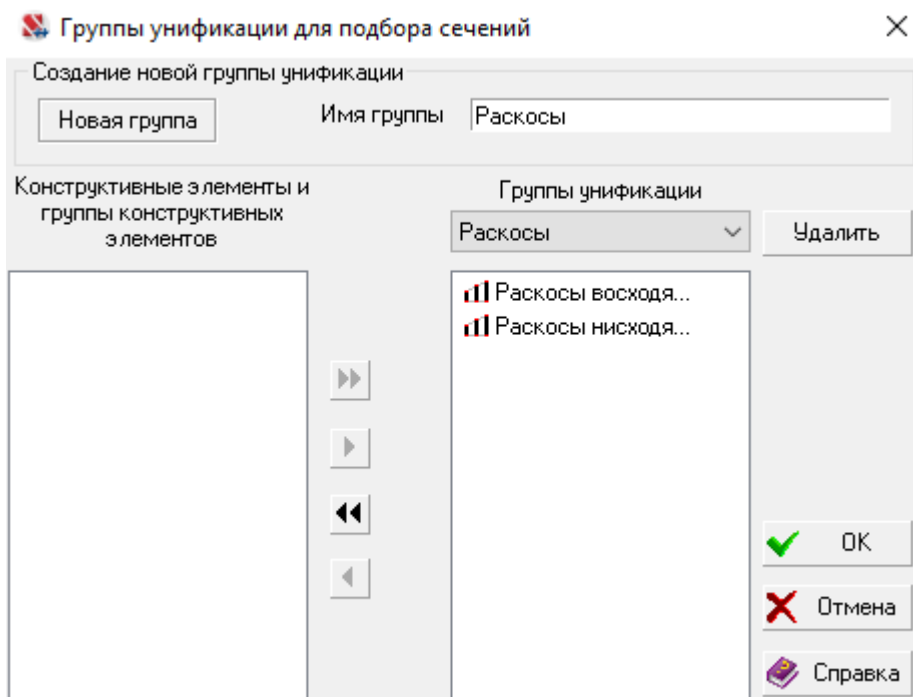 Группы унификации для подбора сечений
Создание новой группы унификации
Новая группа
Имя группы
Раскосы
Конструктивные элементы и
группы конструктивных
элементов
Группы унификации
Раскосы
Удалить
Раскосы восходя...
Раскосы нисходя...
OK
Отмена
Справка